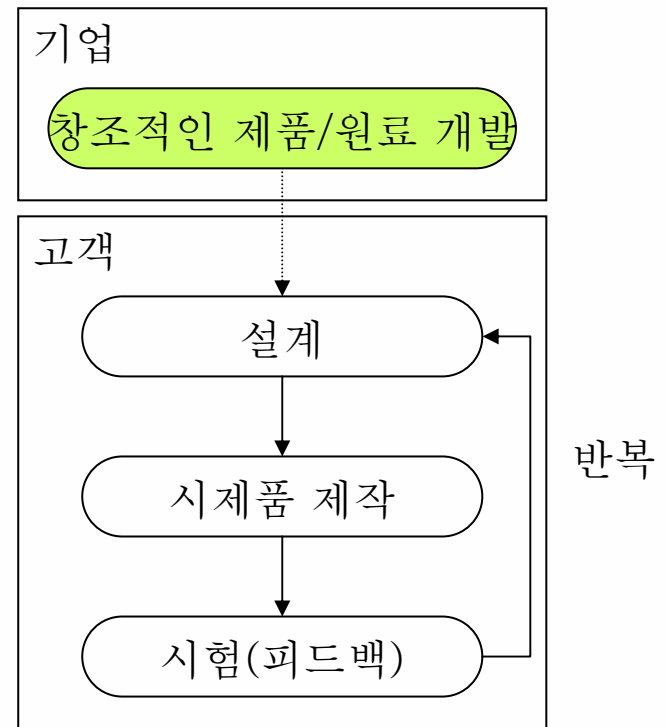 기업
창조적인 제품/원료 개발
고객
설계
반복
시제품 제작
시험(피드백)